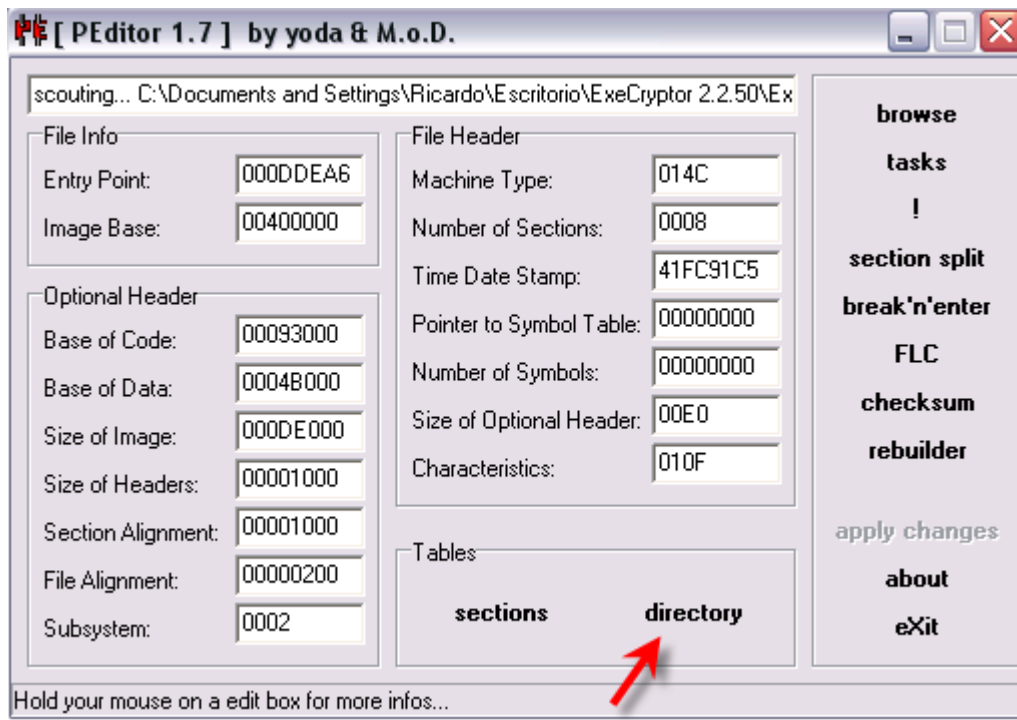 [ PEditor 1.7 ] by yoda & M.o.D.
scouting... C:\Documents and Settings\Ricardo\Escritorio\ExeCryptor 2.2.50\Ex
File Info
Entry Point: 000DDEA6
Image Base: 00400000
Optional Header
Base of Code: 00093000
Base of Data: 0004B000
Size of Image: 000DE000
Size of Headers: 00001000
Section Alignment: 00001000
File Alignment: 00000200
Subsystem: 0002
File Header
Machine Type: 014C
Number of Sections: 0008
Time Date Stamp: 41FC91C5
Pointer to Symbol Table: 00000000
Number of Symbols: 00000000
Size of Optional Header: 00E0
Characteristics: 010F
Tables
sections directory
browse
tasks
!
section split
break'n'enter
FLC
checksum
rebuilder
apply changes
about
eXit
Hold your mouse on a edit box for more infos...